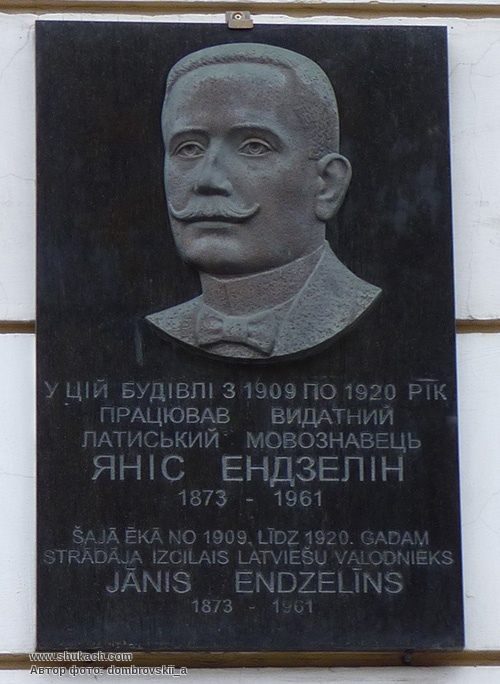 У ЦІЙ БУДІВЛІ З 1909 ПО 1920 РІК
ПРАЦЮВАВ ВИДАТНИЙ
ЛАТИСЬКИЙ МОВОЗНАВЕЦЬ
ЯНІС ЕНДЗЕЛІН
1873 - 1961
ŠAJĀ ĒKĀ NO 1909. LĪDZ 1920. GADAM
STRĀDĀJA IZCILAIS LATVIEŠU VALODNIEKS
JĀNIS ENDZELĪNS
1873 - 1961
www.shukach.com
Автор фото: dombrovskii_a